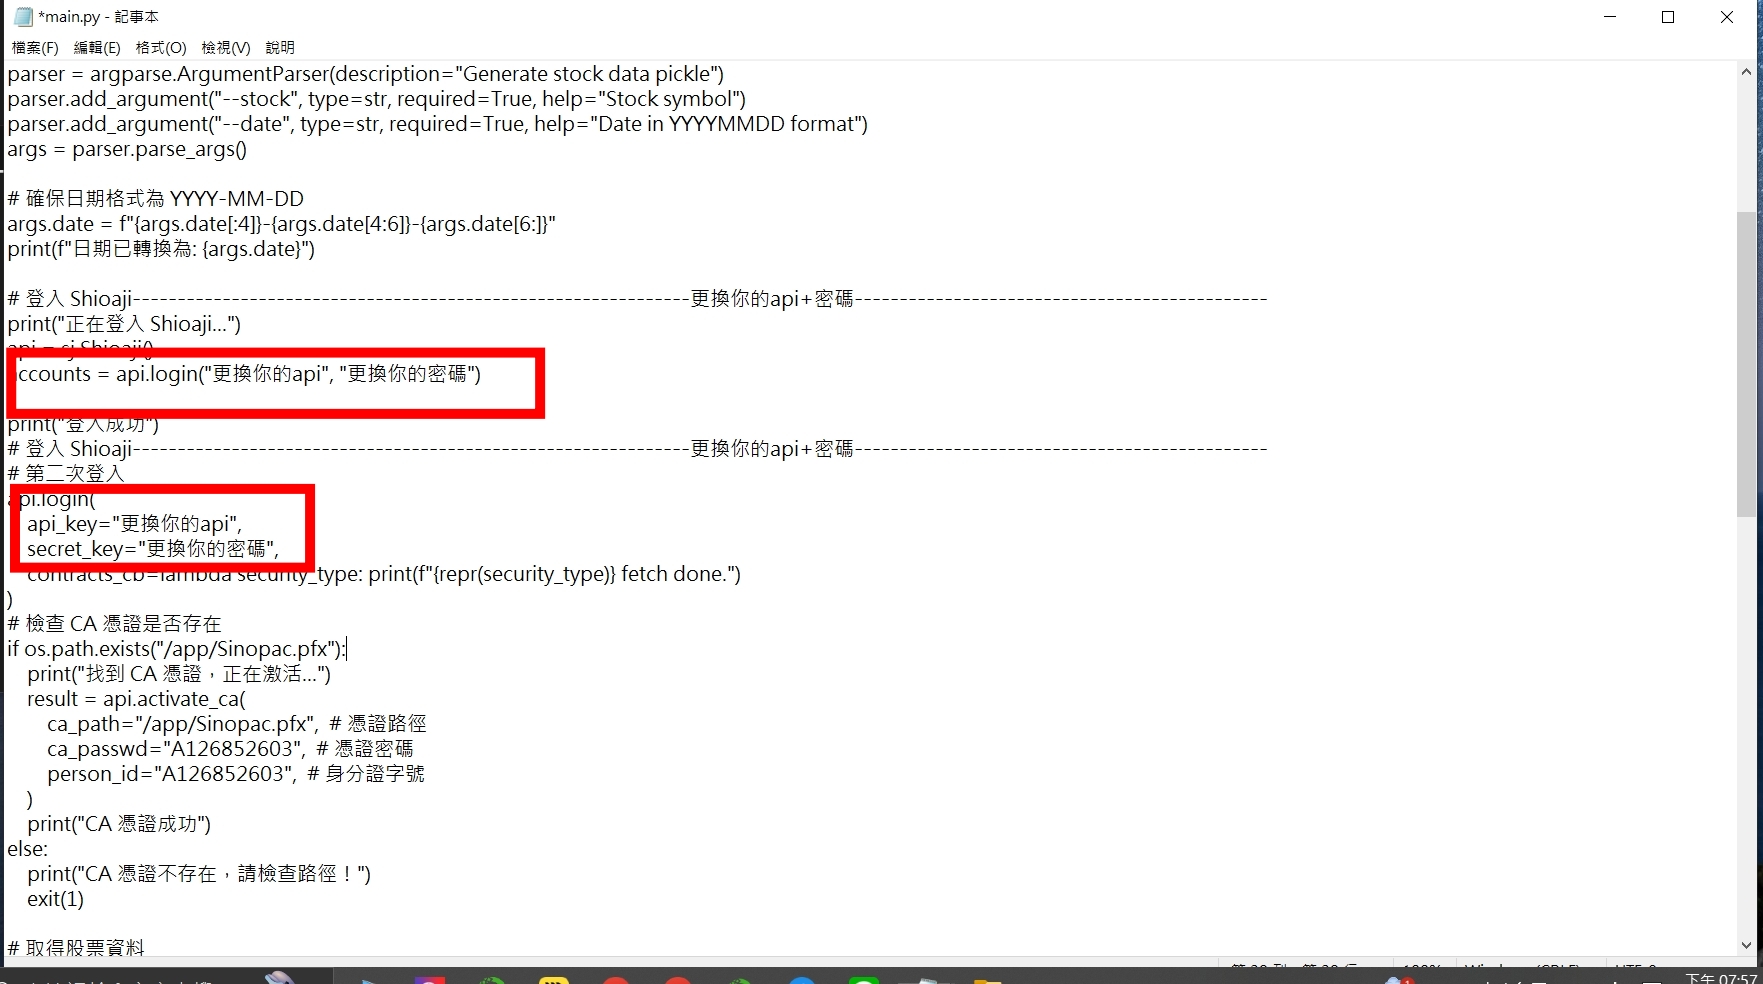 *main.py - 記事本
檔案(F) 編輯(E) 格式(O) 檢視(V) 說明
parser = argparse.ArgumentParser(description="Generate stock data pickle")
parser.add_argument("--stock", type=str, required=True, help="Stock symbol")
parser.add_argument("--date", type=str, required=True, help="Date in YYYYMMDD format")
args = parser.parse_args()
# 確保日期格式為 YYYY-MM-DD
args.date = f"{args.date[:4]}-{args.date[4:6]}-{args.date[6:]}"
print(f"日期已轉換為: {args.date}")
# 登入 Shioaji--------------------------------------------------------------更換你的api+密碼----------------------------------------------
print("正在登入 Shioaji...")
api = sj.Shioaji()
ccounts = api.login("更換你的api", "更換你的密碼")
print("登入成功")
# 登入 Shioaji--------------------------------------------------------------更換你的api+密碼----------------------------------------------
# 第二次登入
api.login(
api_key="更換你的api",
secret_key="更換你的密碼",
contracts_cb=lambda security_type: print(f"{repr(security_type)} fetch done.")
)
# 檢查 CA 憑證是否存在
if os.path.exists("/app/Sinopac.pfx"):
print("找到 CA 憑證，正在激活...")
result = api.activate_ca(
ca_path="/app/Sinopac.pfx", # 憑證路徑
ca_passwd="A126852603", # 憑證密碼
person_id="A126852603", # 身分證字號
)
print("CA 憑證成功")
else:
print("CA 憑證不存在，請檢查路徑！")
exit(1)
# 取得股票資料
下午 07:57